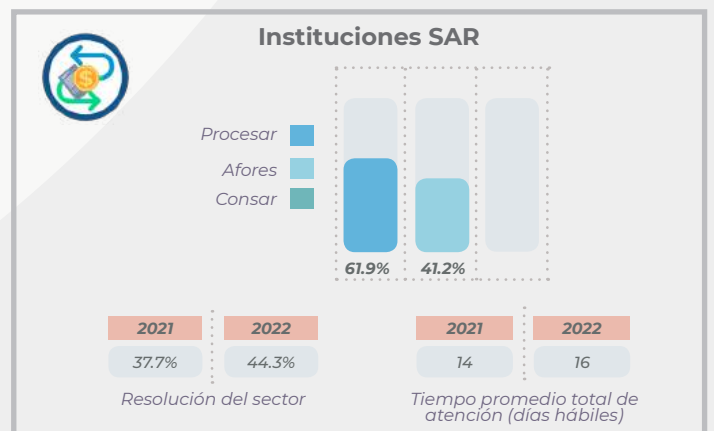 Instituciones SAR
Procesar
Afores
Consar
61.9% 41.2%
2021 2022
37.7% 44.3%
Resolución del sector
2021 2022
14 16
Tiempo promedio total de
atención (días hábiles)